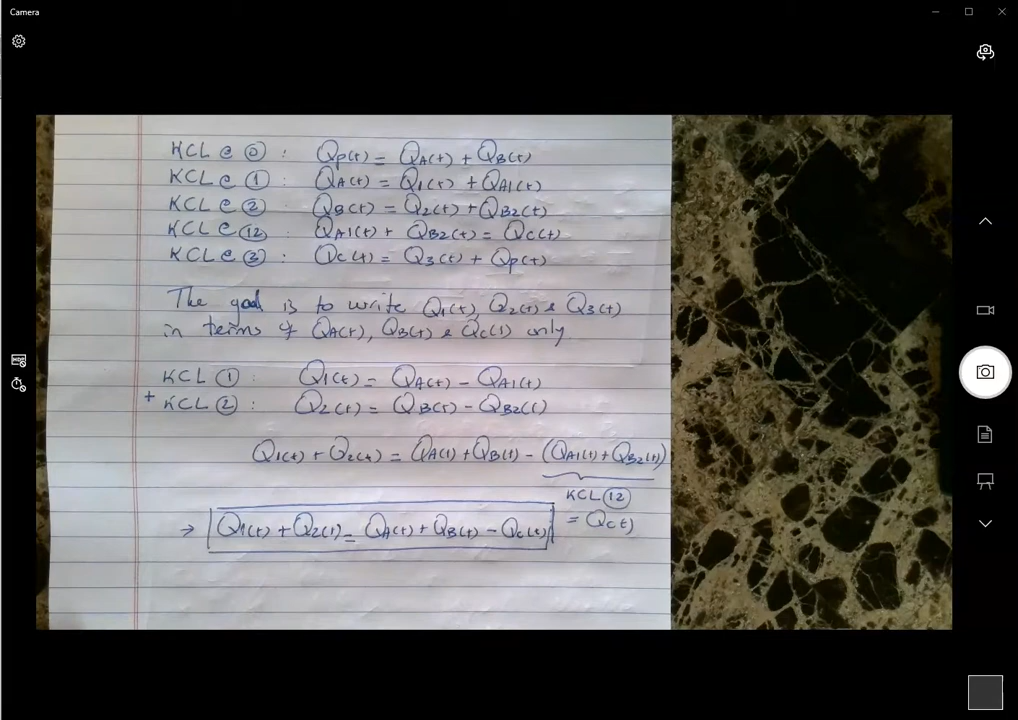 Camera
KCL @ 0 : Qp(t) = QA(t) + QB(t)
KCL @ 1 : QA(t) = Q1(t) + QA1(t)
KCL @ 2 : QB(t) = Q2(t) + QB2(t)
KCL @ 12 : QA1(t) + QB2(t) = QC(t)
KCL @ 3 : QC(t) = Q3(t) + Qp(t)
The goal is to write Q1(t), Q2(t) & Q3(t)
in terms of QA(t), QB(t) & QC(t) only
KCL 1 : Q1(t) = QA(t) - QA1(t)
+ KCL 2 : Q2(t) = QB(t) - QB2(t)
Q1(t) + Q2(t) = QA(t) + QB(t) - (QA1(t) + QB2(t))
KCL 12
= QC(t)
→ Q1(t) + Q2(t) = QA(t) + QB(t) - QC(t)